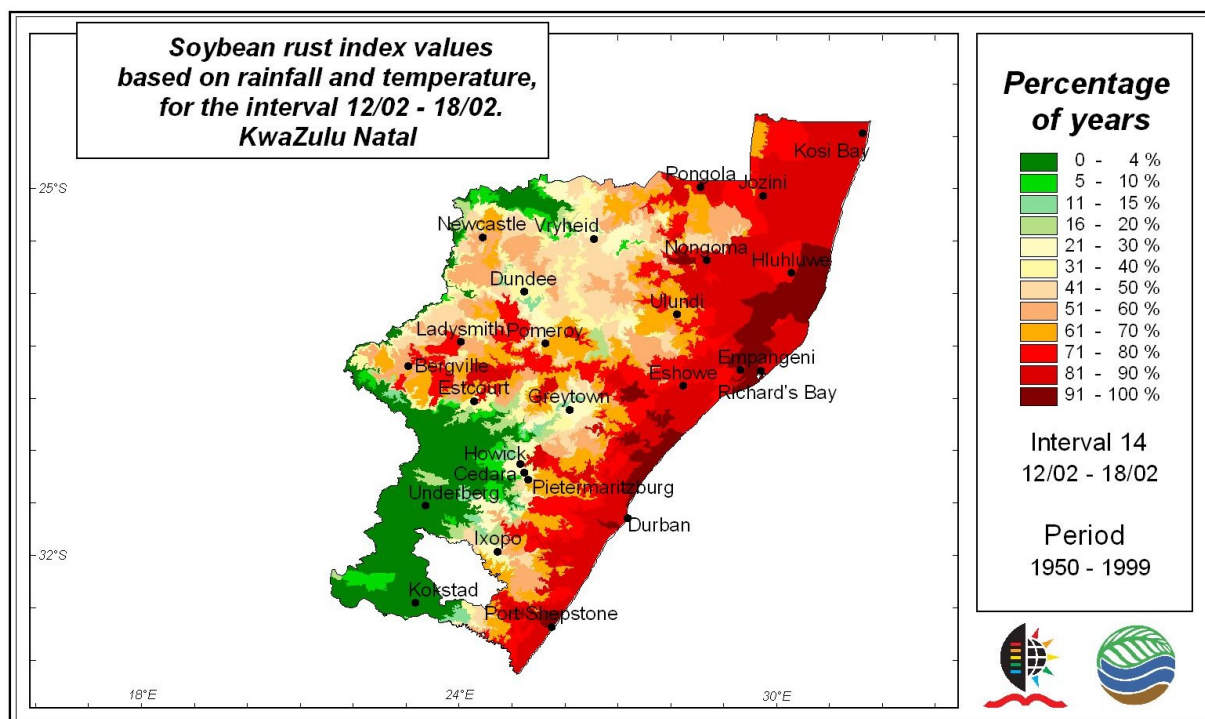 Soybean rust index values
based on rainfall and temperature,
for the interval 12/02 - 18/02.
KwaZulu Natal
Percentage
of years
0 - 4 %
5 - 10 %
11 - 15 %
16 - 20 %
21 - 30 %
31 - 40 %
41 - 50 %
51 - 60 %
61 - 70 %
71 - 80 %
81 - 90 %
91 - 100 %
Interval 14
12/02 - 18/02
Period
1950 - 1999
Kosi Bay
Pongola
Jozini
Newcastle
Vryheid
Nongoma
Hluhluwe
Dundee
Ulundi
Ladysmith
Pomeroy
Bergville
Empangeni
Eshowe
Estcourt
Richard's Bay
Greytown
Howick
Cedara
Pietermaritzburg
Underberg
Durban
Ixopo
Kokstad
Port Shepstone
25°S
32°S
18°E
24°E
30°E